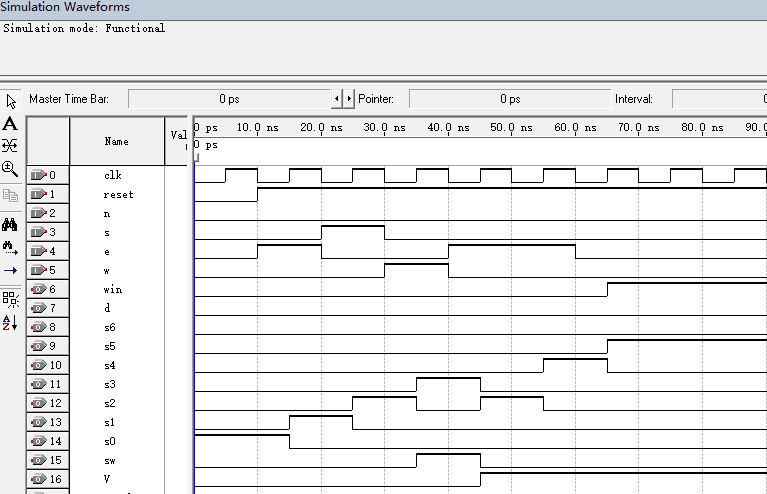 Simulation Waveforms
Simulation mode: Functional
Master Time Bar: 0 ps Pointer: 0 ps Interval: 0
Name Val
0 ps 10.0 ns 20.0 ns 30.0 ns 40.0 ns 50.0 ns 60.0 ns 70.0 ns 80.0 ns 90.0
0 ps
0 clk
1 reset
2 n
3 s
4 e
5 w
6 win
7 d
8 s6
9 s5
10 s4
11 s3
12 s2
13 s1
14 s0
15 sw
16 V